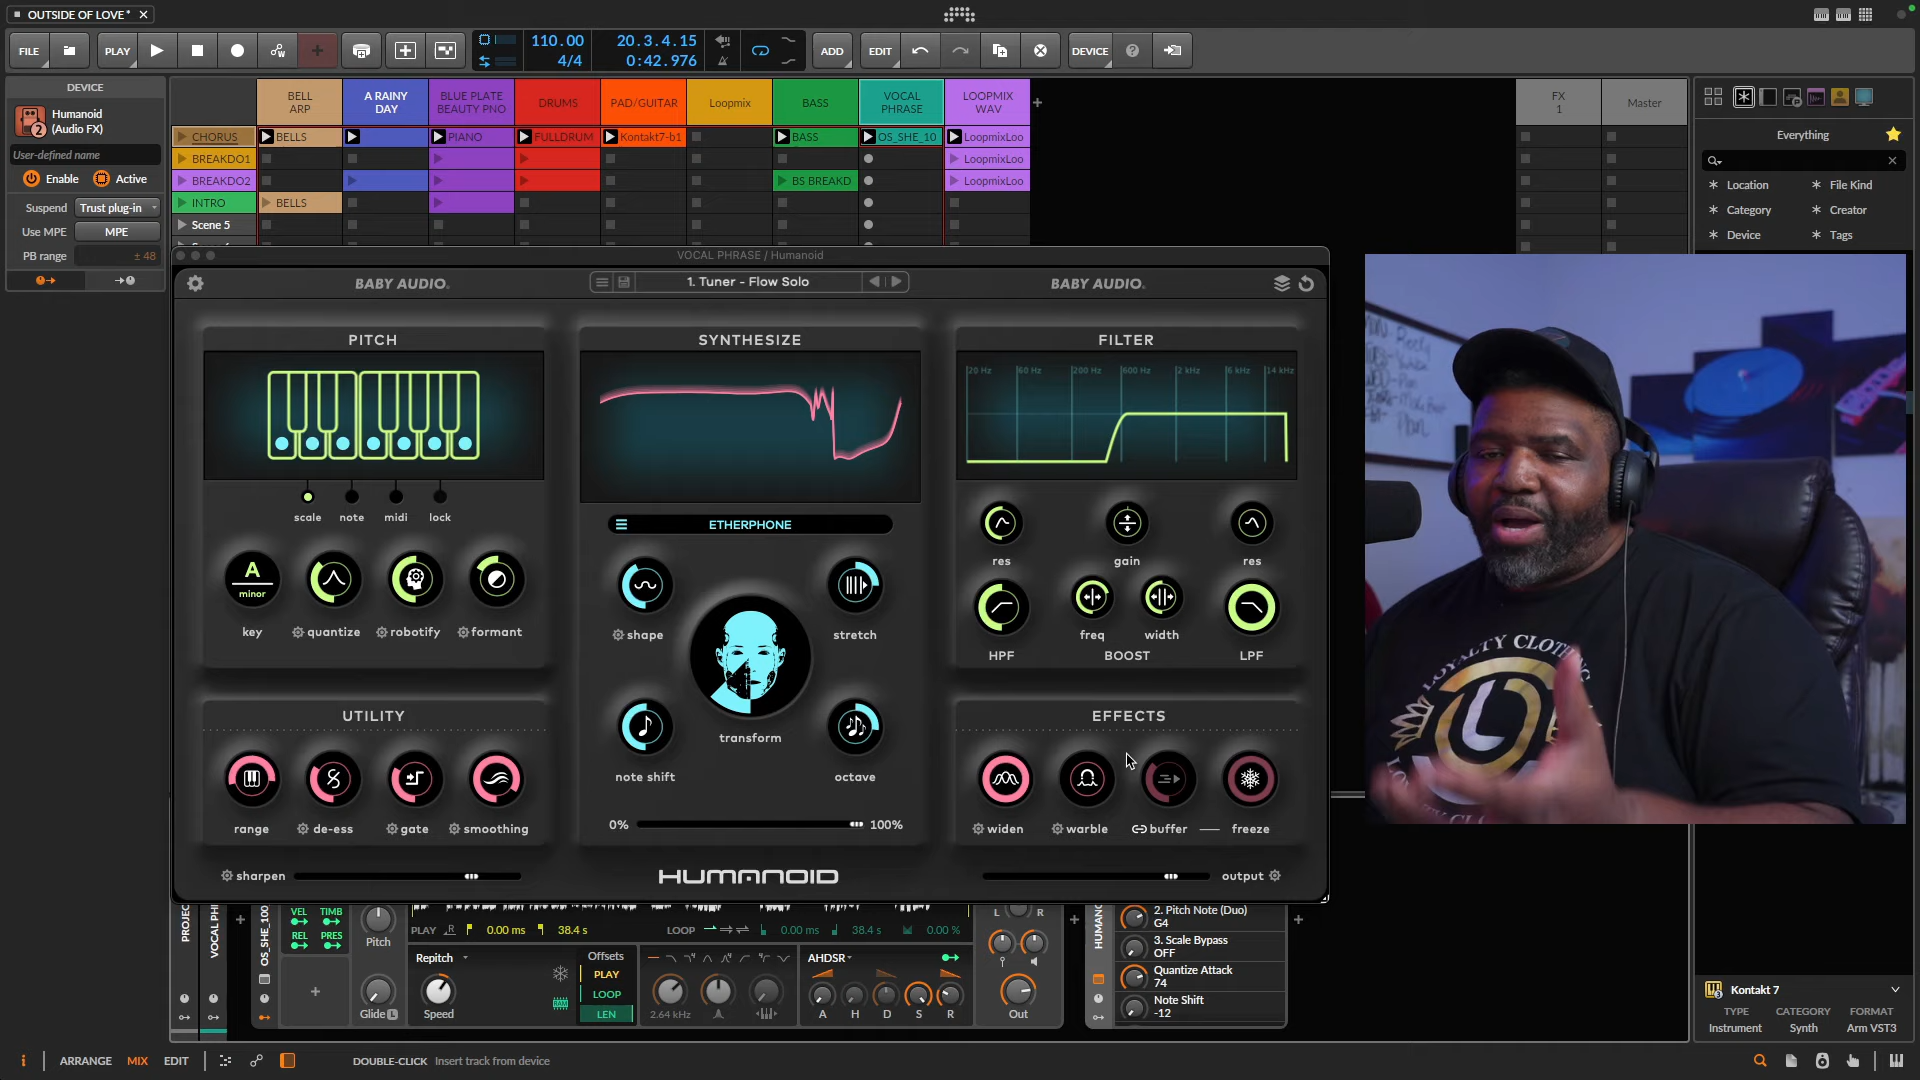 OUTSIDE OF LOVE*
FILE
PLAY
110.00
4/4
20.3.4.15
0:42.976
ADD
EDIT
DEVICE
DEVICE
Humanoid
(Audio FX)
User-defined name
Enable
Active
Suspend
Trust plug-in
Use MPE
MPE
PB range
± 48
BELL
ARP
A RAINY
DAY
BLUE PLATE
BEAUTY PNO
DRUMS
PAD/GUITAR
Loopmix
BASS
VOCAL
PHRASE
LOOPMIX
WAV
FX
1
Master
CHORUS
BELLS
PIANO
FULLDRUM
Kontakt7-b1
BASS
OS_SHE_10
LoopmixLoo
BREAKDO1
LoopmixLoo
BREAKDO2
BS BREAKD
LoopmixLoo
INTRO
BELLS
Scene 5
Everything
Location
File Kind
Category
Creator
Device
Tags
VOCAL PHRASE / Humanoid
BABY AUDIO.
1. Tuner - Flow Solo
BABY AUDIO.
PITCH
scale
note
midi
lock
A
minor
key
quantize
robotify
formant
UTILITY
range
de-ess
gate
smoothing
sharpen
SYNTHESIZE
ETHERPHONE
shape
stretch
transform
note shift
octave
0%
100%
HUMANOID
FILTER
20 Hz
60 Hz
200 Hz
600 Hz
2 kHz
6 kHz
14 kHz
res
gain
res
freq
width
HPF
BOOST
LPF
EFFECTS
widen
warble
buffer
freeze
output
LOYALTY CLOTHING
PROJEC
VOCAL PHI
OS_SHE_100
VEL
TIMB
REL
PRES
Pitch
Glide
L
PLAY
0.00 ms
38.4 s
LOOP
0.00 ms
38.4 s
0.00 %
Repitch
Speed
Offsets
PLAY
LOOP
LEN
2.64 kHz
AHDSR
A
H
D
S
R
L
R
Out
HUMANO
2. Pitch Note (Duo)
G4
3. Scale Bypass
OFF
Quantize Attack
74
Note Shift
-12
Kontakt 7
TYPE
CATEGORY
FORMAT
Instrument
Synth
Arm VST3
ARRANGE
MIX
EDIT
DOUBLE-CLICK
Insert track from device